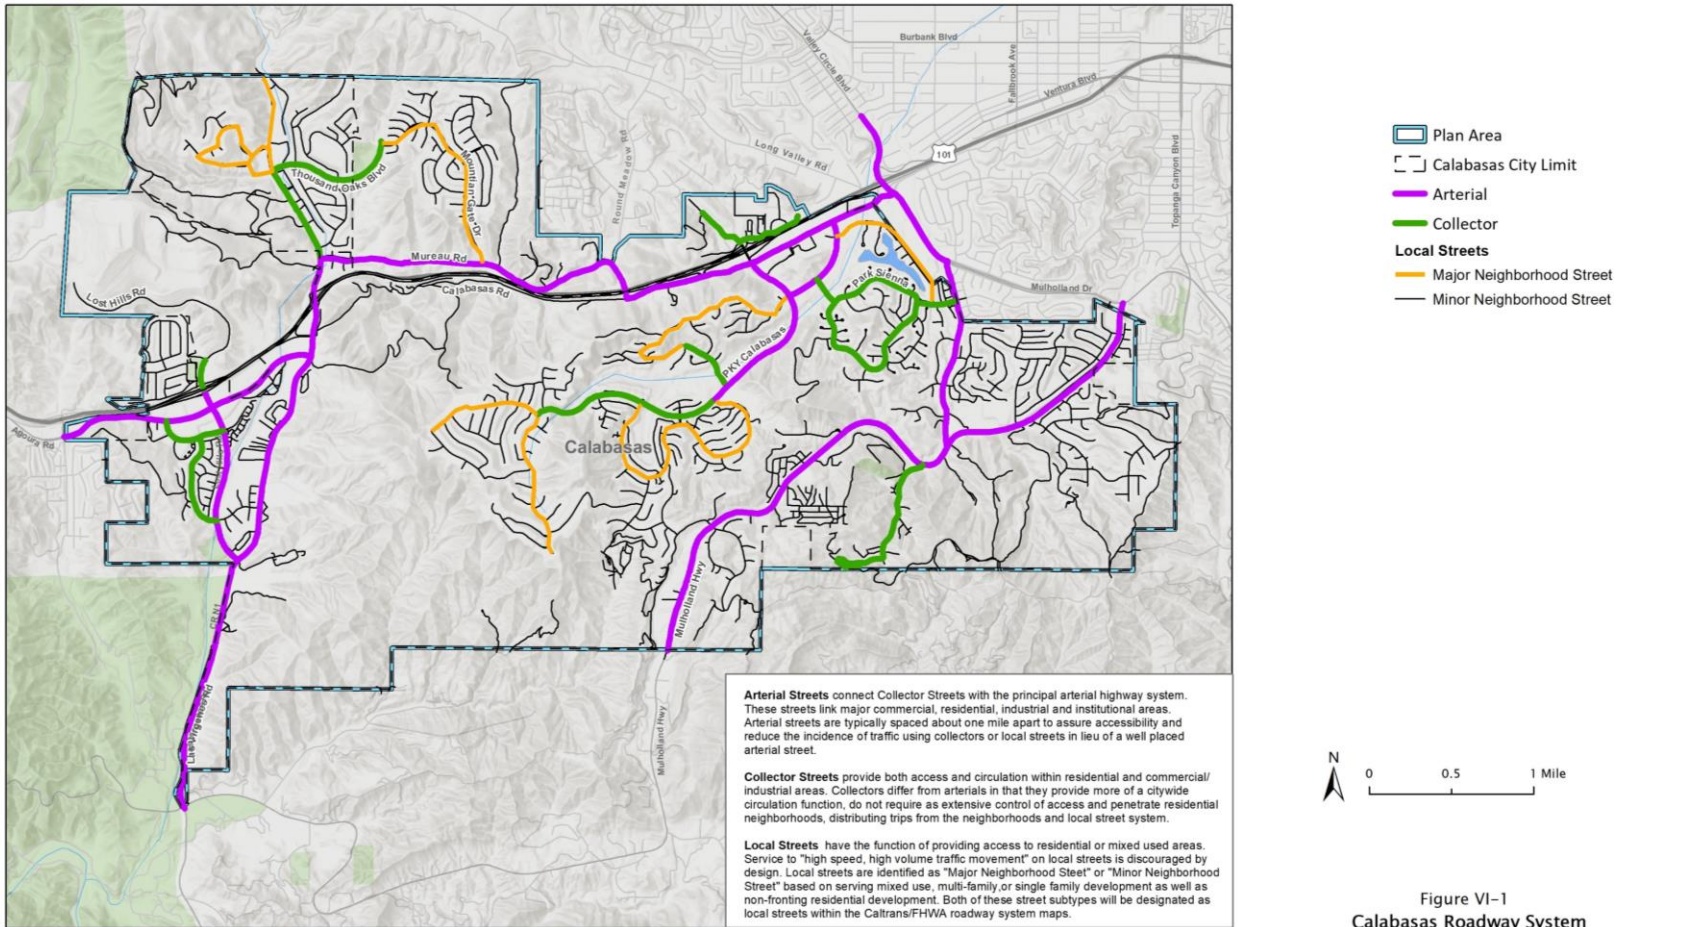 Burbank Blvd
Valley Circle Blvd
Fallbrook Ave
Ventura Blvd
Long Valley Rd
101
Round Meadow Rd
Topanga Canyon Blvd
Thousand Oaks Blvd
Mountian Gate Dr
Mureau Rd
Calabasas Rd
Lost Hills Rd
Park Sienna
Mulholland Dr
PKY Calabasas
Agoura Rd
Calabasas
Mulholland Hwy
CR N1
Las Virgenes Rd
Mulholland Hwy
Plan Area
Calabasas City Limit
Arterial
Collector
Local Streets
Major Neighborhood Street
Minor Neighborhood Street
Arterial Streets connect Collector Streets with the principal arterial highway system.
These streets link major commercial, residential, industrial and institutional areas.
Arterial streets are typically spaced about one mile apart to assure accessibility and
reduce the incidence of traffic using collectors or local streets in lieu of a well placed
arterial street.
Collector Streets provide both access and circulation within residential and commercial/
industrial areas. Collectors differ from arterials in that they provide more of a citywide
circulation function, do not require as extensive control of access and penetrate residential
neighborhoods, distributing trips from the neighborhoods and local street system.
Local Streets have the function of providing access to residential or mixed used areas.
Service to "high speed, high volume traffic movement" on local streets is discouraged by
design. Local streets are identified as "Major Neighborhood Steet" or "Minor Neighborhood
Street" based on serving mixed use, multi-family,or single family development as well as
non-fronting residential development. Both of these street subtypes will be designated as
local streets within the Caltrans/FHWA roadway system maps.
N
0 0.5 1 Mile
Figure VI-1
Calabasas Roadway System